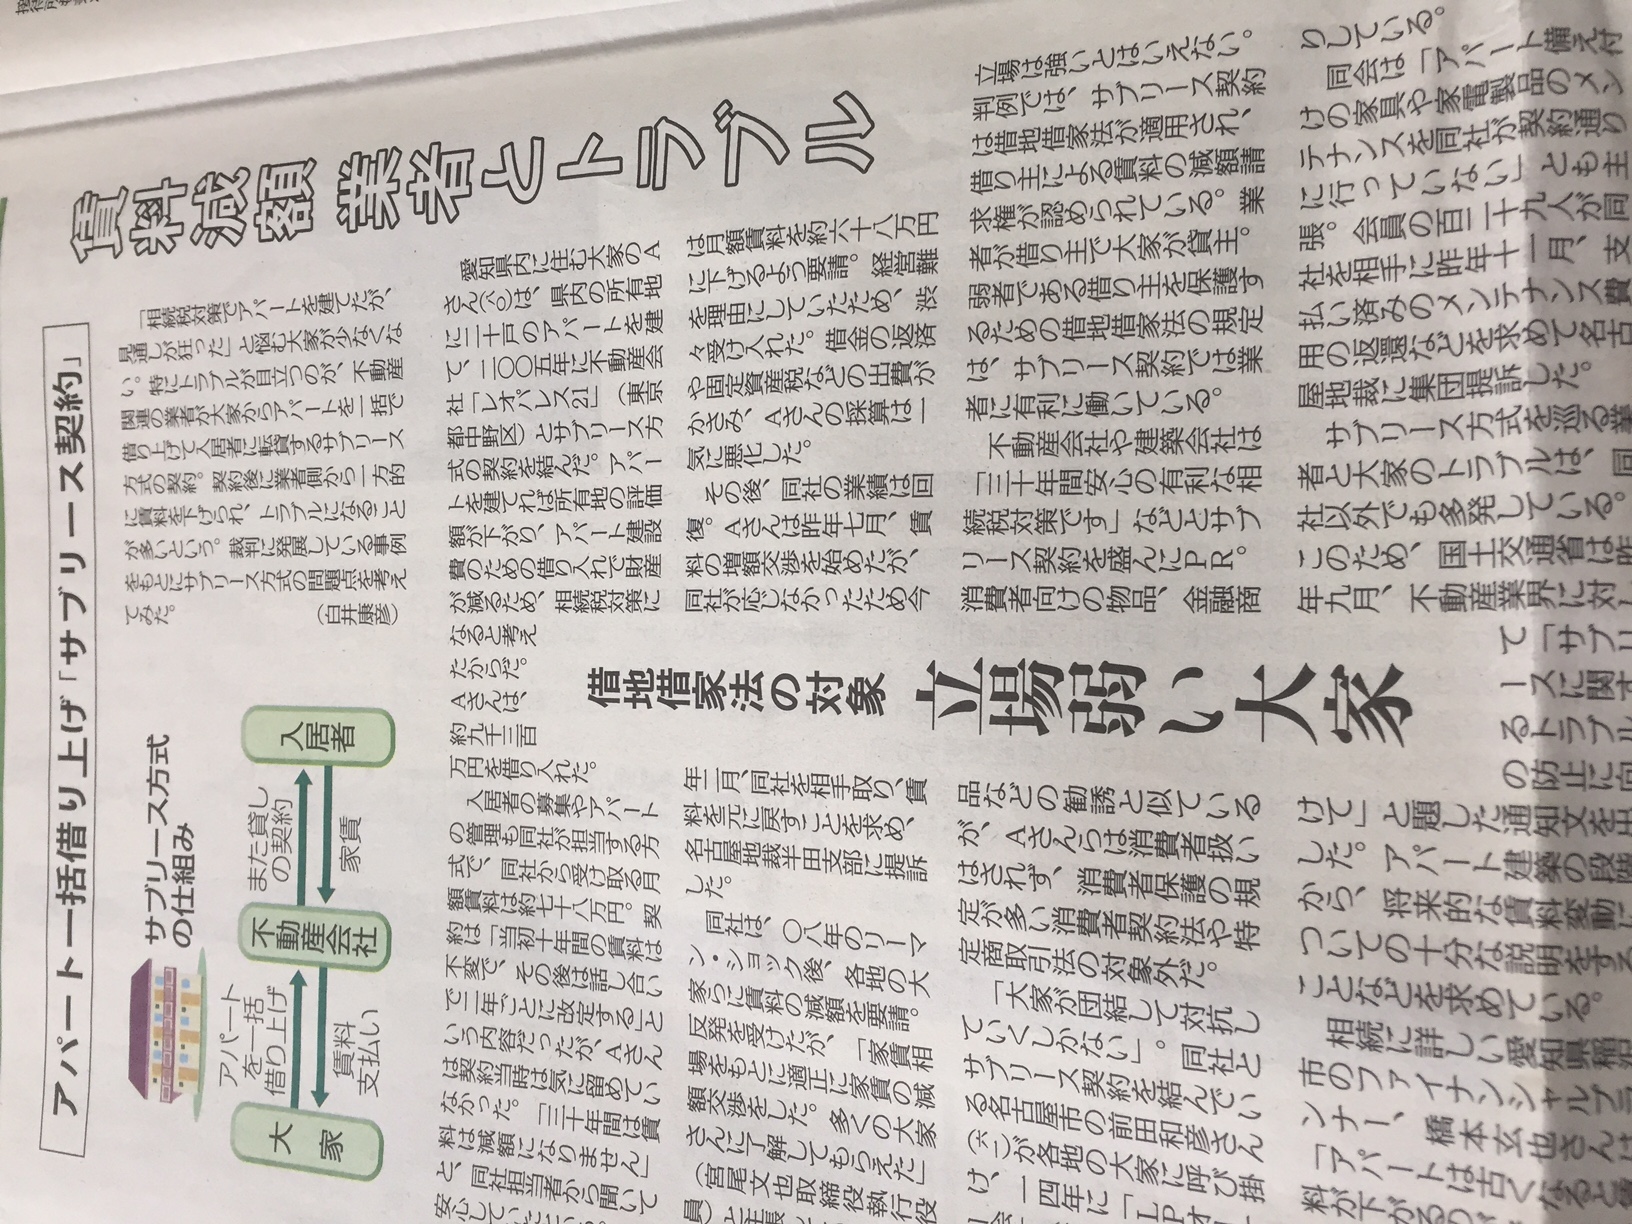 アパート一括借り上げ「サブリース契約」
賃料減額 業者とトラブル
「相続税対策でアパートを建てたが、
見通しが狂った」と悩む大家が少なくな
い。特にトラブルが目立つのが、不動産
関連の業者が大家からアパートを一括で
借り上げて入居者に転貸するサブリース
方式の契約。契約後に業者側から一方的
に賃料を下げられ、トラブルになること
が多いという。裁判に発展している事例
をもとにサブリース方式の問題点を考え
てみた。　（白井康彦）
サブリース方式
の仕組み
入居者
また貸し
の契約
家賃
不動産会社
アパート
を一括
借り上げ
賃料
支払い
大家
愛知県内に住む大家のA
さん(八〇)は、県内の所有地
に三十戸のアパートを建
て、二〇〇五年に不動産会
社「レオパレス21」（東京
都中野区）とサブリース方
式の契約を結んだ。アパー
トを建てれば所有地の評価
額が下がり、アパート建設
費のための借り入れで財産
が減るため、相続税対策に
なると考え
たからだ。
Aさんは、
約九千三百
万円を借り入れた。
入居者の募集やアパート
の管理も同社が担当する方
式で、同社から受け取る月
額賃料は約七十八万円。契
約は「当初十年間の賃料は
不変で、その後は話し合い
で二年ごとに改定する」と
いう内容だったが、Aさん
は契約当時は気に留めてい
なかった。「三十年間は賃
料は減額になりません」
と、同社担当者から聞いて
は月額賃料を約六十八万円
に下げるよう要請。経営難
を理由にしていたため、渋
々受け入れた。借金の返済
や固定資産税などの出費が
かさみ、Aさんの採算は一
気に悪化した。
その後、同社の業績は回
復。Aさんは昨年七月、賃
料の増額交渉を始めたが、
同社が応じなかったため今
借地借家法の対象
立場弱い大家
年二月、同社を相手取り、賃
料を元に戻すことを求め、
名古屋地裁半田支部に提訴
した。
同社は、〇八年のリーマ
ン・ショック後、各地の大
家らに賃料の減額を要請。
反発を受けたが、「家賃相
場をもとに適正に家賃の減
額交渉をした。多くの大家
さんに了解してもらえた」
（宮尾文也取締役執行役
員）
立場は強いとはいえない。
判例では、サブリース契約
は借地借家法が適用され、
借り主による賃料の減額請
求権が認められている。業
者が借り主で大家が貸主。
弱者である借り主を保護す
るための借地借家法の規定
は、サブリース契約では業
者に有利に働いている。
不動産会社や建築会社は
「三十年間安心の有利な相
続税対策です」などとサブ
リース契約を盛んにPR。
消費者向けの物品、金融商
品などの勧誘と似ている
が、Aさんらは消費者扱い
はされず、消費者保護の規
定が多い消費者契約法や特
定商取引法の対象外だ。
「大家が団結して対抗し
ていくしかない」。同社と
サブリース契約を結んでい
る名古屋市の前田和彦さん
が各地の大家に呼び掛
け、一四年に「LPオー
りしている。
同会は「アパート備え付
けの家具や家電製品のメン
テナンスを同社が契約通り
に行っていない」とも主
張。会員の百二十九人が同
社を相手に昨年十一月、支
払い済みのメンテナンス費
用の返還などを求めて名古
屋地裁に集団提訴した。
サブリース方式を巡る業
者と大家のトラブルは、同
社以外でも多発している。
このため、国土交通省は昨
年九月、不動産業界に対し
て「サブリ
ースに関す
るトラブル
の防止に向
けて」と題した通知文を出
した。アパート建築の段階
から、将来的な賃料変動に
ついての十分な説明をする
ことなどを求めている。
相続に詳しい愛知県稲沢
市のファイナンシャルプラ
ンナー、橋本玄也さんは
「アパートは古くなると賃
料が下がる